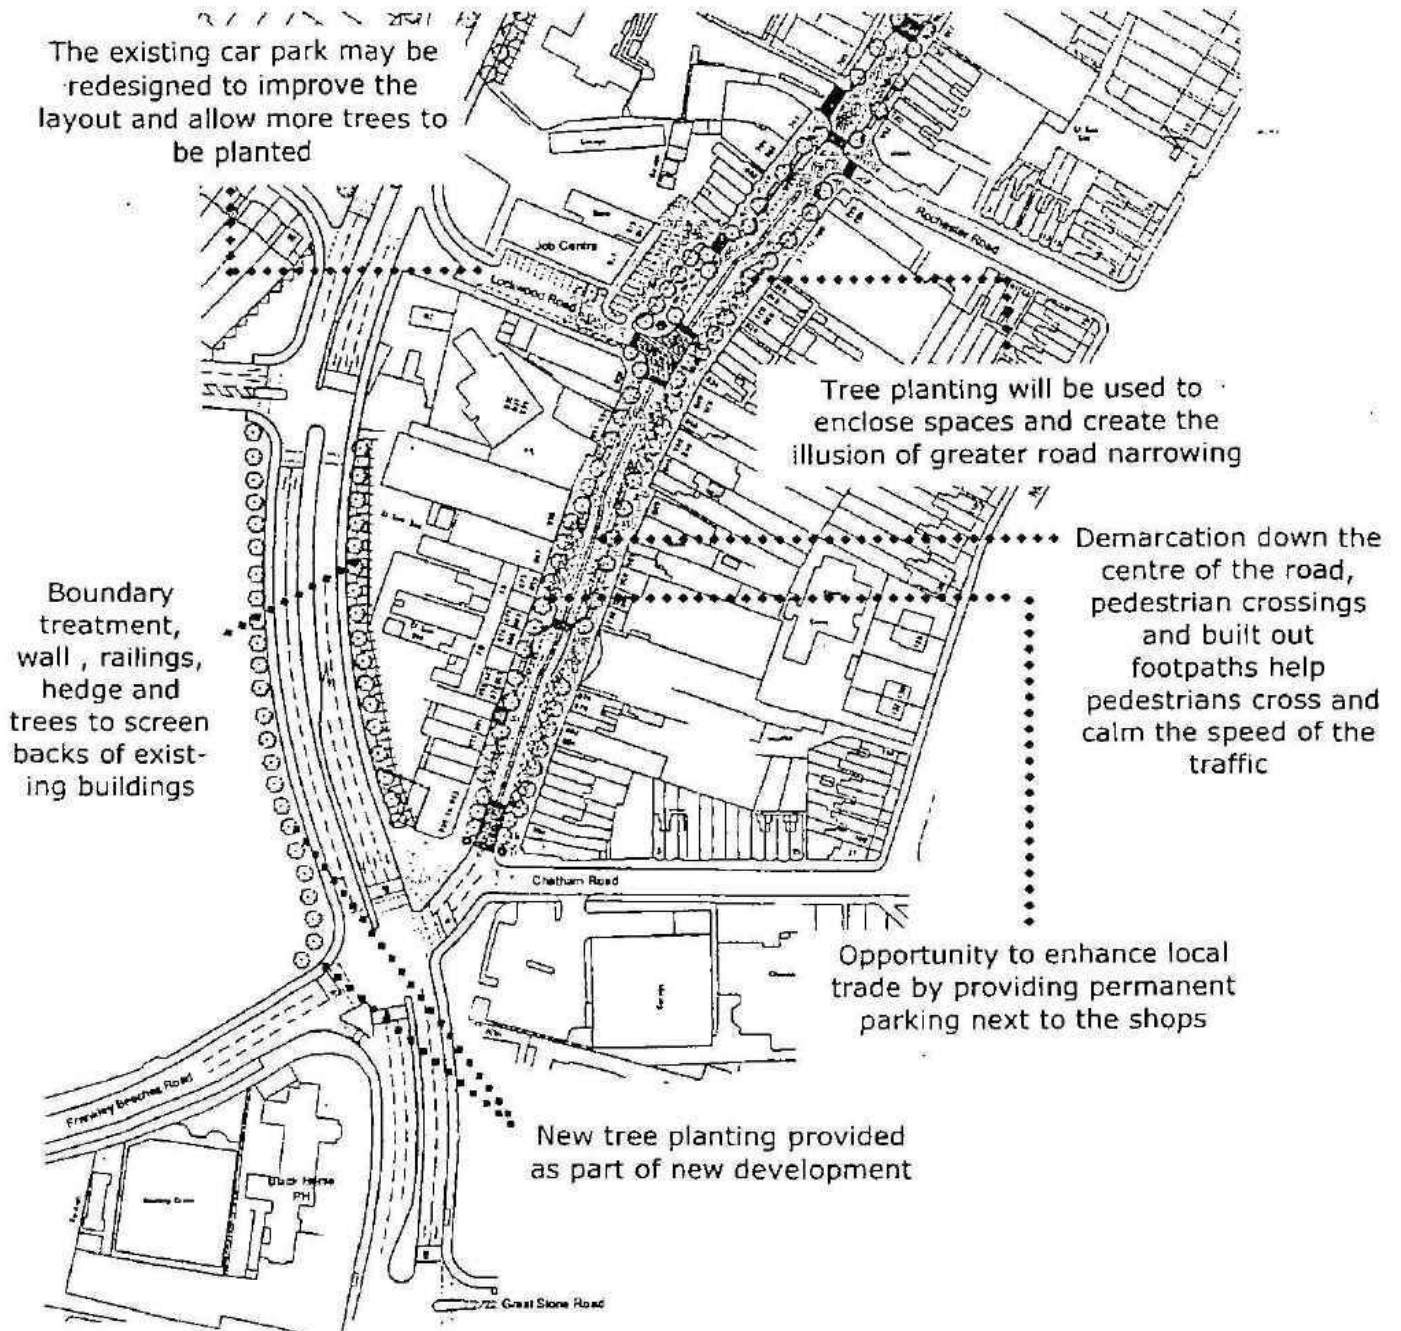 The existing car park may be
redesigned to improve the
layout and allow more trees to
be planted
Job Centre
Lockwood Road
Rochester Road
Tree planting will be used to
enclose spaces and create the
illusion of greater road narrowing
Demarcation down the
centre of the road,
pedestrian crossings
and built out
footpaths help
pedestrians cross and
calm the speed of the
traffic
Boundary
treatment,
wall , railings,
hedge and
trees to screen
backs of exist-
ing buildings
Chatham Road
Opportunity to enhance local
trade by providing permanent
parking next to the shops
Frankley Beeches Road
New tree planting provided
as part of new development
Black Horse
PH
Great Stone Road